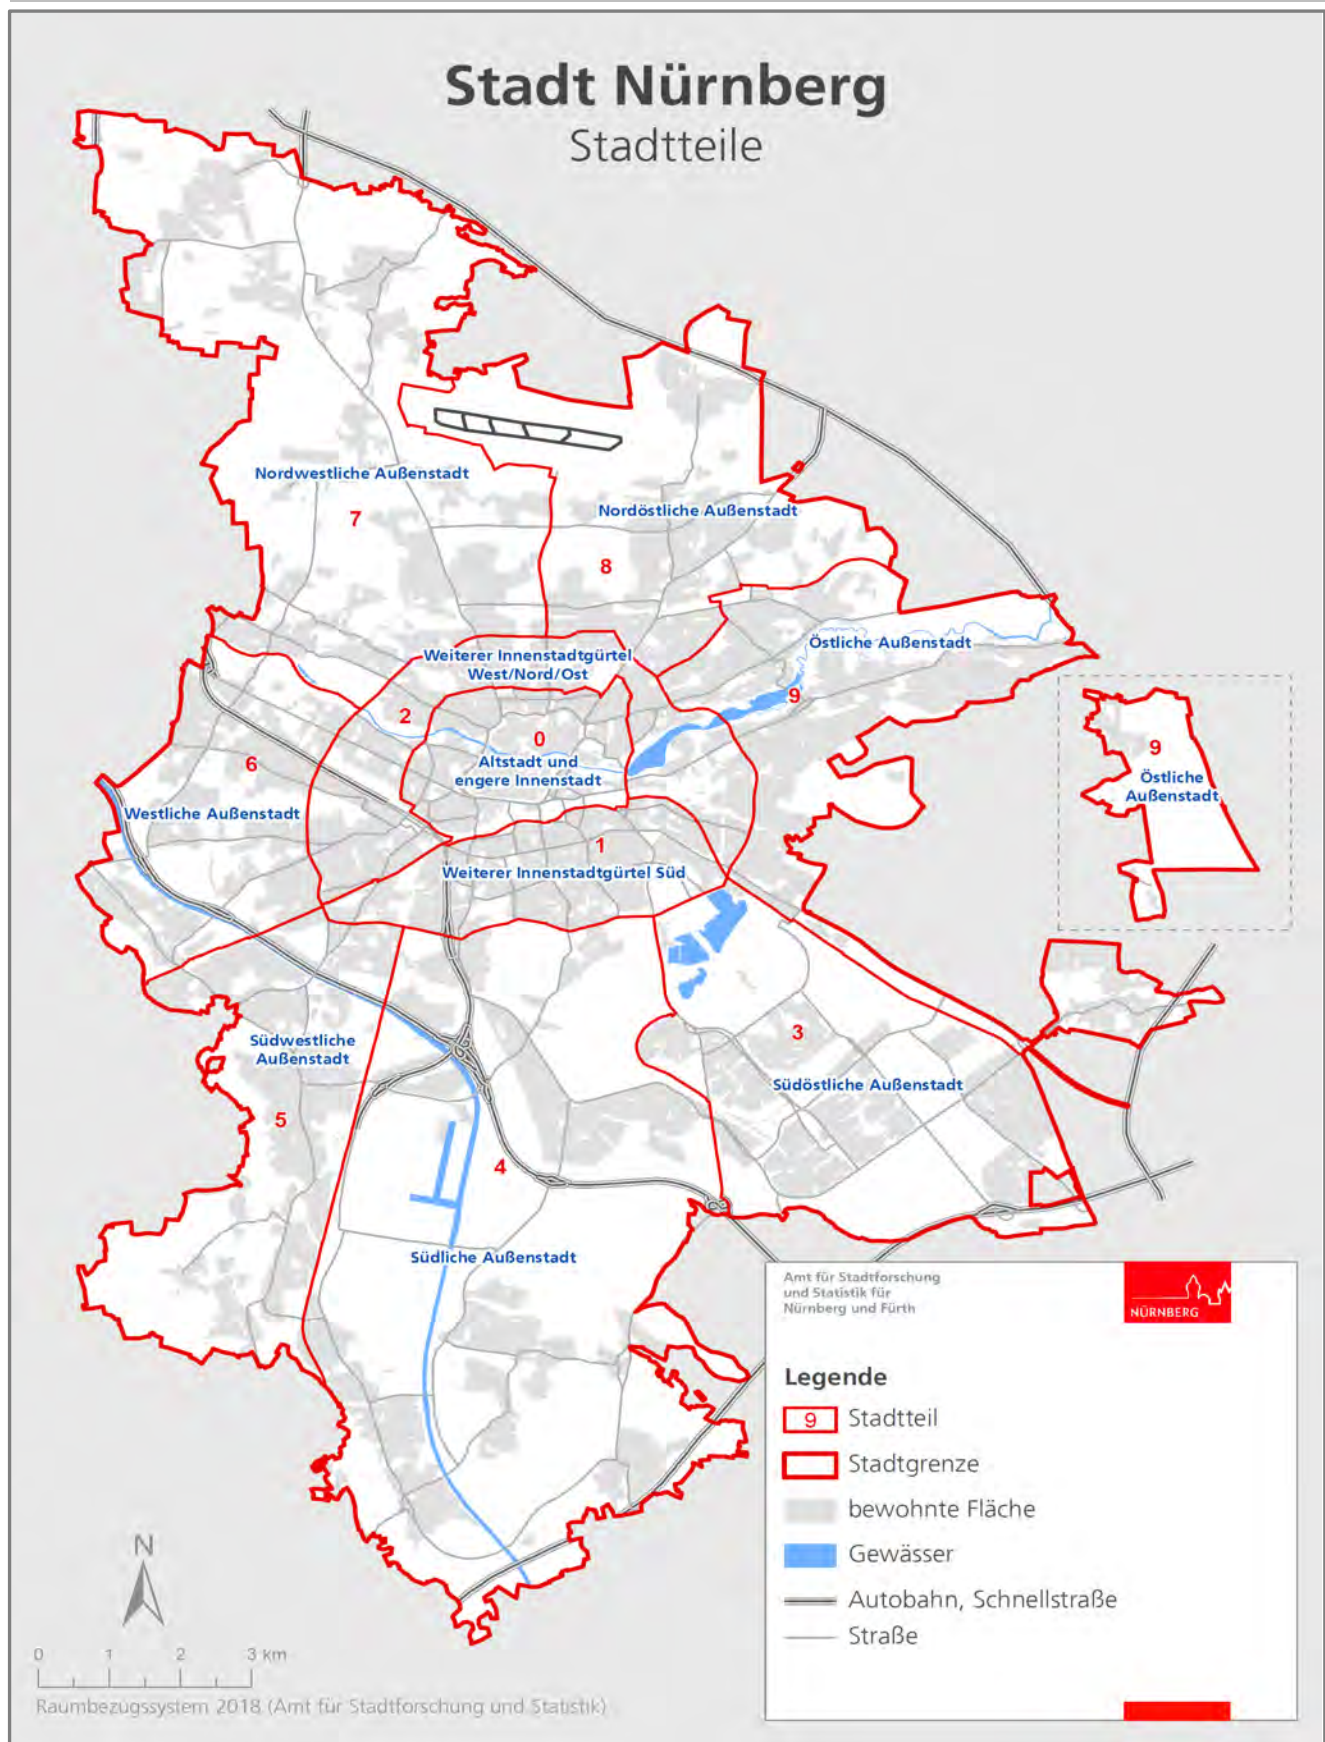 Stadt Nürnberg
Stadtteile
Nordwestliche Außenstadt
7
Nordöstliche Außenstadt
8
Weiterer Innenstadtgürtel
West/Nord/Ost
2
Östliche Außenstadt
9
0
Altstadt und
engere Innenstadt
6
Westliche Außenstadt
1
Weiterer Innenstadtgürtel Süd
9
Östliche
Außenstadt
3
Südöstliche Außenstadt
Südwestliche
Außenstadt
5
4
Südliche Außenstadt
Amt für Stadtforschung
und Statistik für
Nürnberg und Fürth
NÜRNBERG
Legende
9 Stadtteil
Stadtgrenze
bewohnte Fläche
Gewässer
Autobahn, Schnellstraße
Straße
N
0 1 2 3 km
Raumbezugssystem 2018 (Amt für Stadtforschung und Statistik)